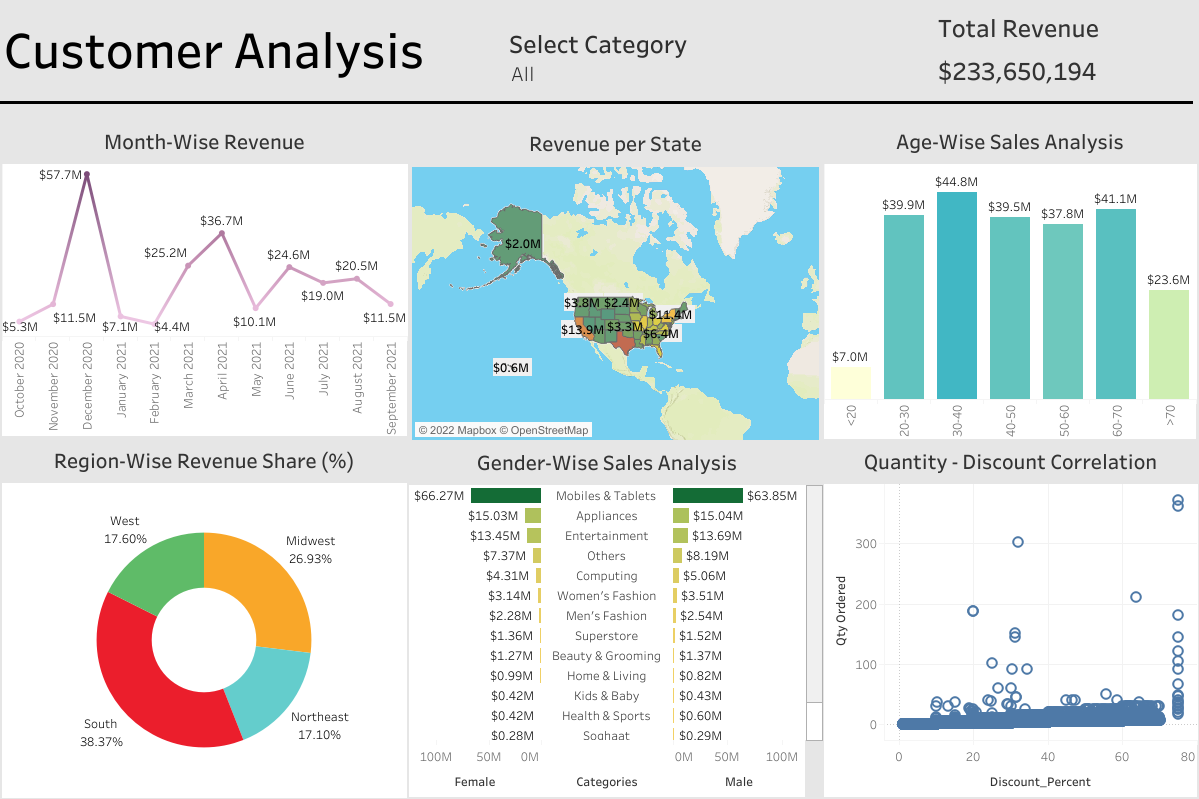 Customer Analysis
Select Category
All
Total Revenue
$233,650,194
Month-Wise Revenue
$57.7M
$36.7M
$25.2M
$24.6M
$20.5M
$19.0M
$11.5M
$11.5M
$10.1M
$7.1M
$4.4M
$5.3M
October 2020
November 2020
December 2020
January 2021
February 2021
March 2021
April 2021
May 2021
June 2021
July 2021
August 2021
September 2021
Revenue per State
$2.0M
$3.8M
$2.4M
$11.4M
$13.9M
$3.3M
$6.4M
$0.6M
© 2022 Mapbox © OpenStreetMap
Age-Wise Sales Analysis
$7.0M
$39.9M
$44.8M
$39.5M
$37.8M
$41.1M
$23.6M
<20
20-30
30-40
40-50
50-60
60-70
>70
Region-Wise Revenue Share (%)
West
17.60%
Midwest
26.93%
South
38.37%
Northeast
17.10%
Gender-Wise Sales Analysis
$66.27M Mobiles & Tablets $63.85M
$15.03M Appliances $15.04M
$13.45M Entertainment $13.69M
$7.37M Others $8.19M
$4.31M Computing $5.06M
$3.14M Women's Fashion $3.51M
$2.28M Men's Fashion $2.54M
$1.36M Superstore $1.52M
$1.27M Beauty & Grooming $1.37M
$0.99M Home & Living $0.82M
$0.42M Kids & Baby $0.43M
$0.42M Health & Sports $0.60M
$0.28M Soghaat $0.29M
100M 50M 0M 0M 50M 100M
Female Categories Male
Quantity - Discount Correlation
Qty Ordered
300
200
100
0
0 20 40 60 80
Discount_Percent